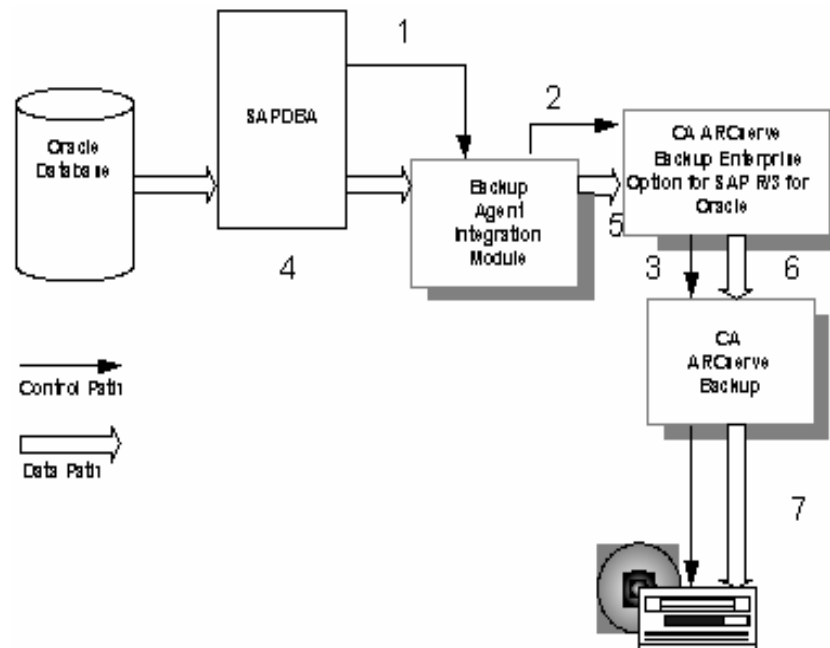 1
SAPDBA
Oracle
Database
2
CA ARCserve
Backup Enterprise
Option for SAP R/3 for
Oracle
Backup
Agent
Integration
Module
5
4
3
6
CA
ARCserve
Backup
Control Path
Data Path
7